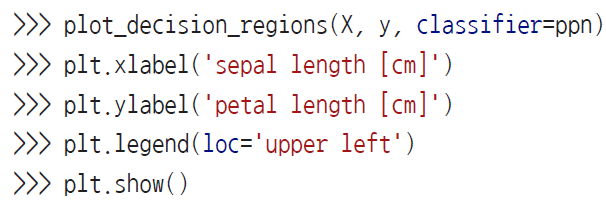 >>> plot_decision_regions(X, y, classifier=ppn)
>>> plt.xlabel('sepal length [cm]')
>>> plt.ylabel('petal length [cm]')
>>> plt.legend(loc='upper left')
>>> plt.show()